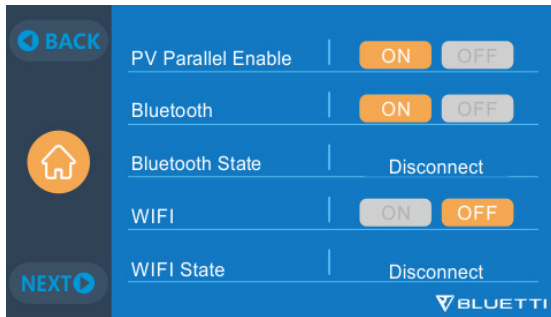 BACK
PV Parallel Enable ON OFF
Bluetooth ON OFF
Bluetooth State Disconnect
WIFI ON OFF
WIFI State Disconnect
NEXT
BLUETTI